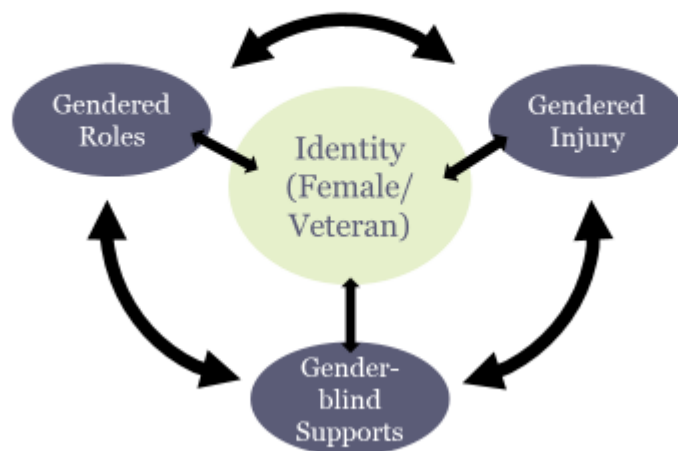 Gendered
Roles
Identity
(Female/
Veteran)
Gendered
Injury
Gender-
blind
Supports